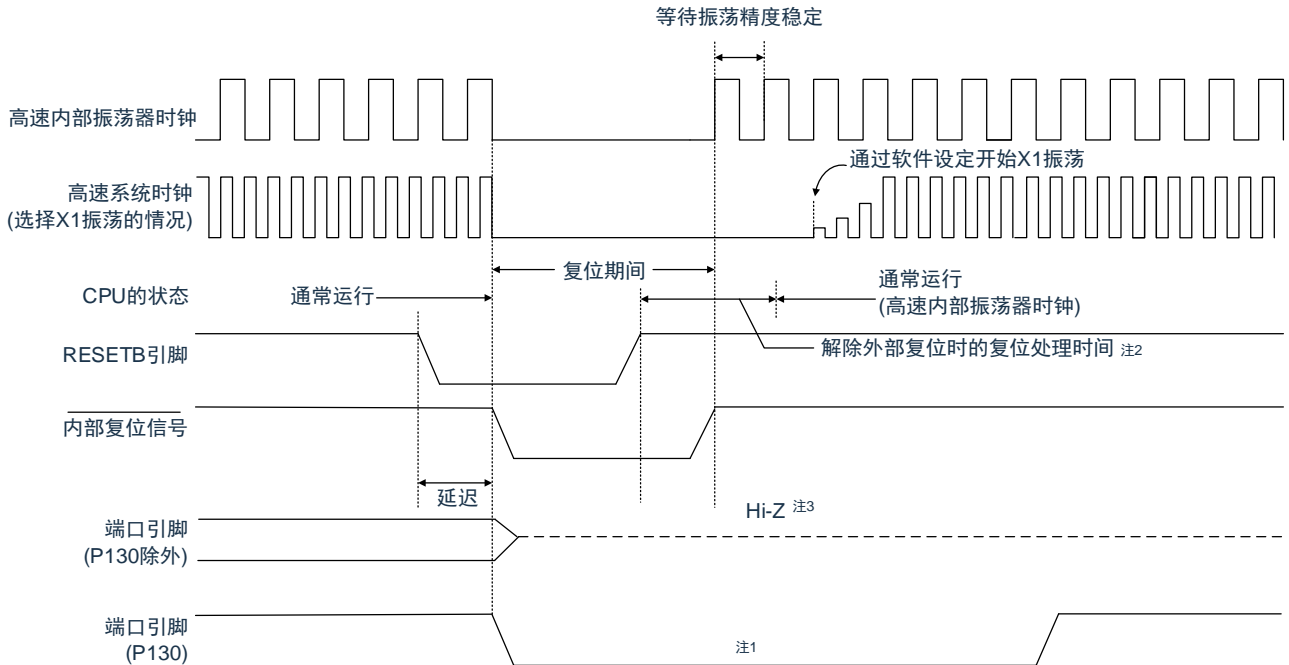 等待振荡精度稳定
高速内部振荡器时钟
通过软件设定开始X1振荡
高速系统时钟
(选择X1振荡的情况)
复位期间
CPU的状态
通常运行
通常运行
(高速内部振荡器时钟)
RESETB引脚
解除外部复位时的复位处理时间 注2
内部复位信号
延迟
Hi-Z 注3
端口引脚
(P130除外)
端口引脚
(P130)
注1